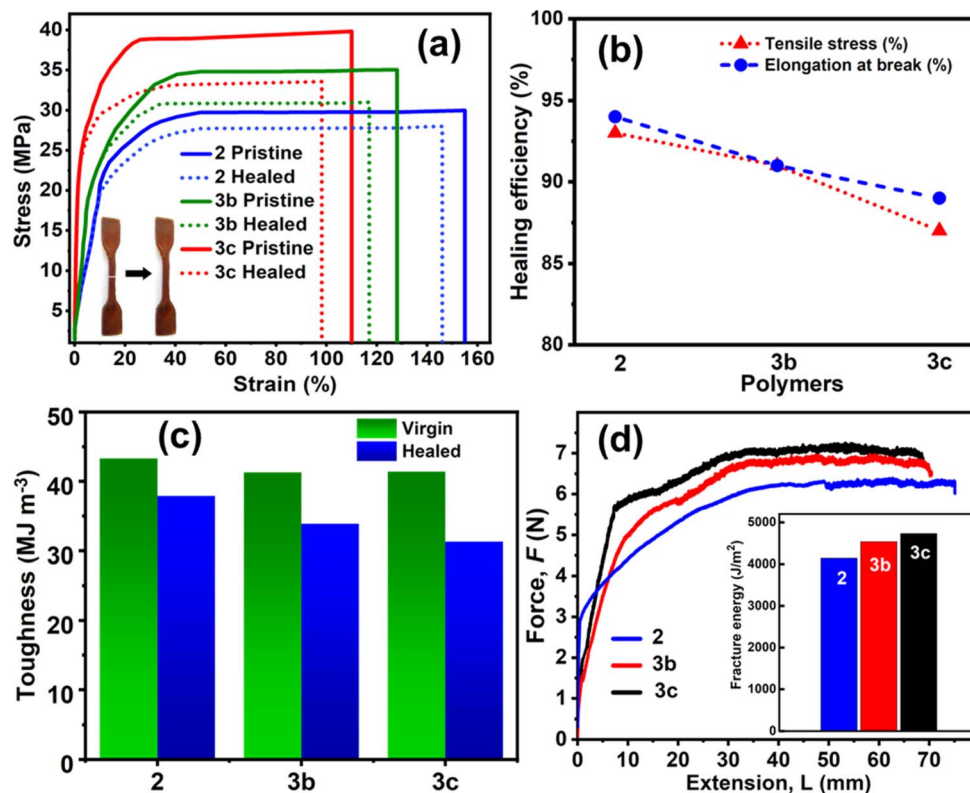 (a)
Stress (MPa)
40
35
30
25
20
15
10
5
2 Pristine
2 Healed
3b Pristine
3b Healed
3c Pristine
3c Healed
0 20 40 60 80 100 120 140 160
Strain (%)
(b)
Healing efficiency (%)
100
95
90
85
80
Tensile stress (%)
Elongation at break (%)
2 3b 3c
Polymers
(c)
Toughness (MJ m⁻³)
50
40
30
20
10
0
Virgin
Healed
2 3b 3c
(d)
Force, F (N)
8
7
6
5
4
3
2
1
0
2
3b
3c
Fracture energy (J/m²)
5000
4000
3000
2000
1000
0
2
3b
3c
0 10 20 30 40 50 60 70
Extension, L (mm)